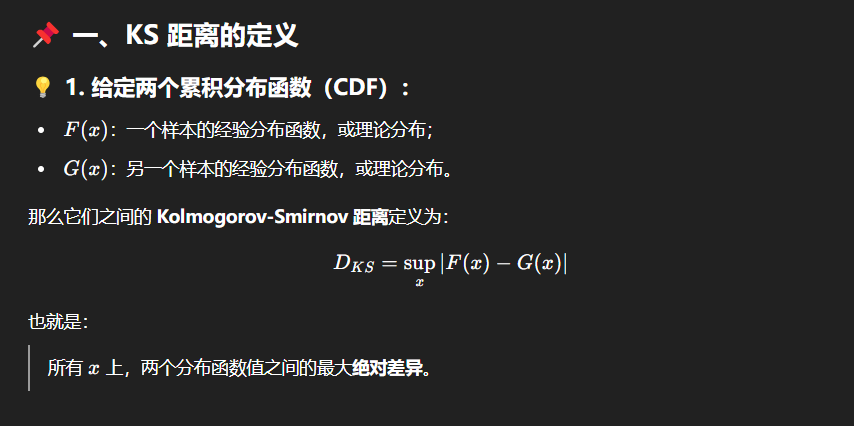 📌 一、KS 距离的定义
💡 1. 给定两个累积分布函数（CDF）：
• F(x)：一个样本的经验分布函数，或理论分布；
• G(x)：另一个样本的经验分布函数，或理论分布。
那么它们之间的 Kolmogorov-Smirnov 距离定义为：
D_{KS} = \sup_x |F(x) − G(x)|
也就是：
所有 x 上，两个分布函数值之间的最大绝对差异。